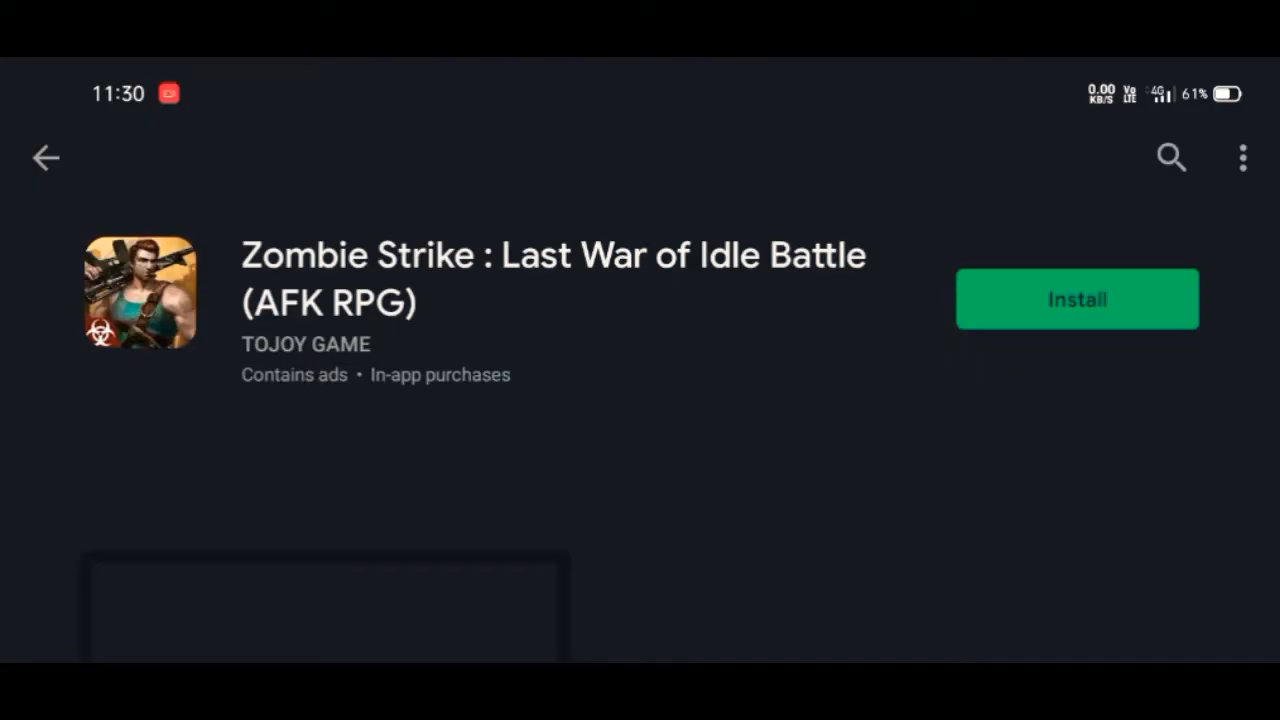 11:30
0.00 KB/S Vo LTE 4G 61%
Zombie Strike : Last War of Idle Battle
(AFK RPG)
Install
TOJOY GAME
Contains ads • In-app purchases